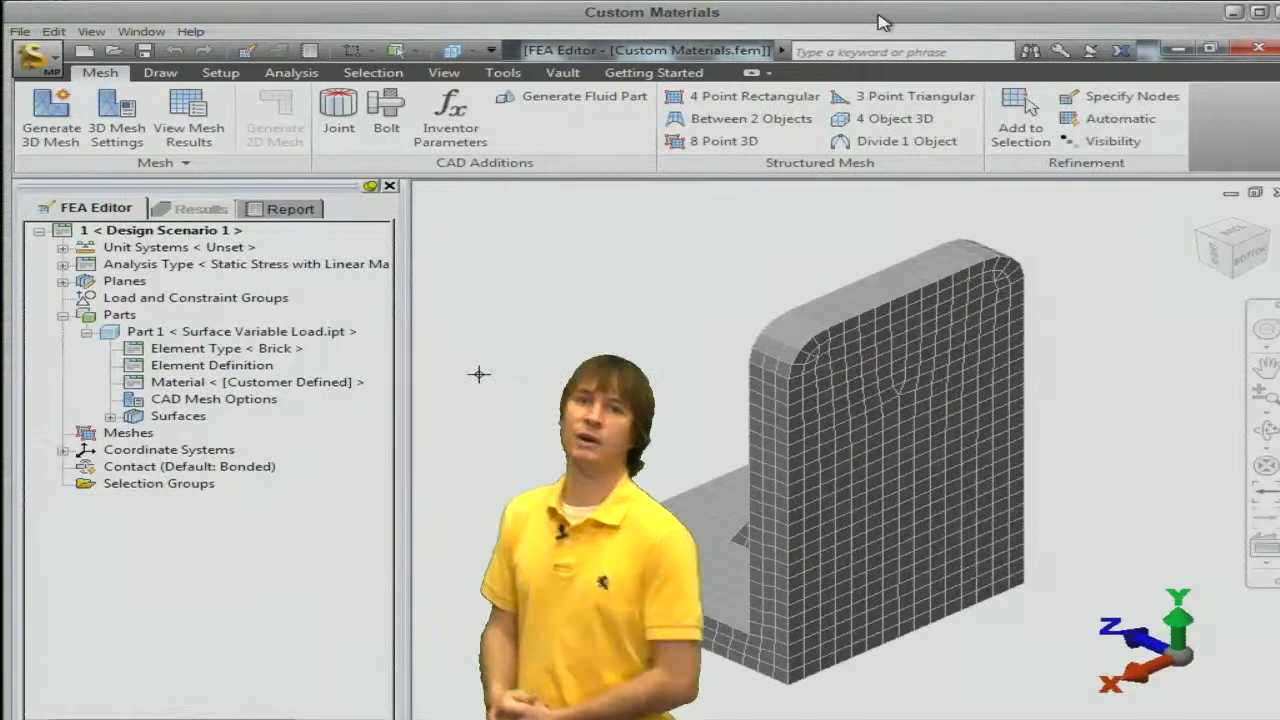 Custom Materials
File Edit View Window Help
[FEA Editor - [Custom Materials.fem]]
Type a keyword or phrase
MP
Mesh Draw Setup Analysis Selection View Tools Vault Getting Started
Generate 3D Mesh
3D Mesh Settings
View Mesh Results
Generate 2D Mesh
Mesh
Joint
Bolt
Inventor Parameters
Generate Fluid Part
CAD Additions
4 Point Rectangular
3 Point Triangular
Between 2 Objects
4 Object 3D
8 Point 3D
Divide 1 Object
Structured Mesh
Add to Selection
Specify Nodes
Automatic
Visibility
Refinement
FEA Editor
Results
Report
1 < Design Scenario 1 >
Unit Systems < Unset >
Analysis Type < Static Stress with Linear Ma
Planes
Load and Constraint Groups
Parts
Part 1 < Surface Variable Load.ipt >
Element Type < Brick >
Element Definition
Material < [Customer Defined] >
CAD Mesh Options
Surfaces
Meshes
Coordinate Systems
Contact (Default: Bonded)
Selection Groups
BACK
BOTTOM
Y
Z
X